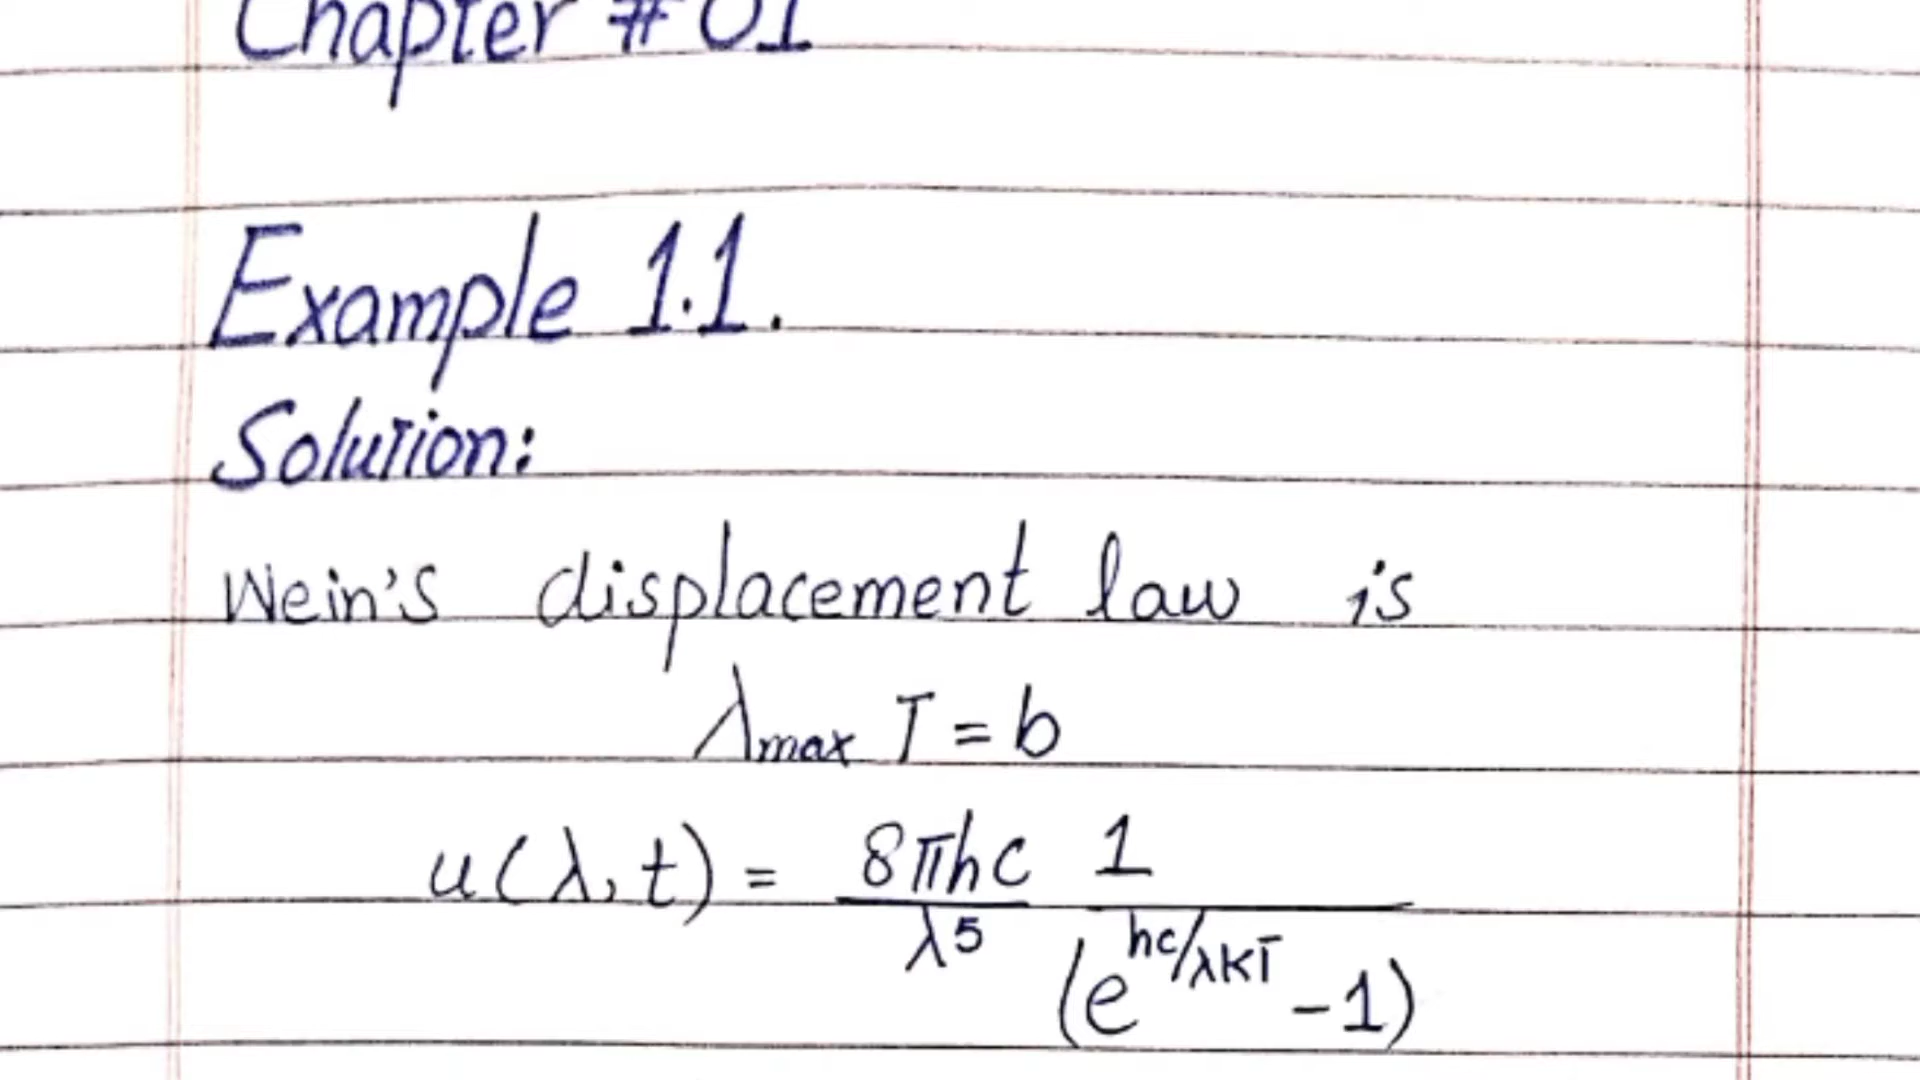 Chapter # 01
Example 1.1.
Solution:
Wein's displacement law is
λmax T = b
u(λ,t) = 8πhc/λ⁵ 1/(e^hc/λKT - 1)